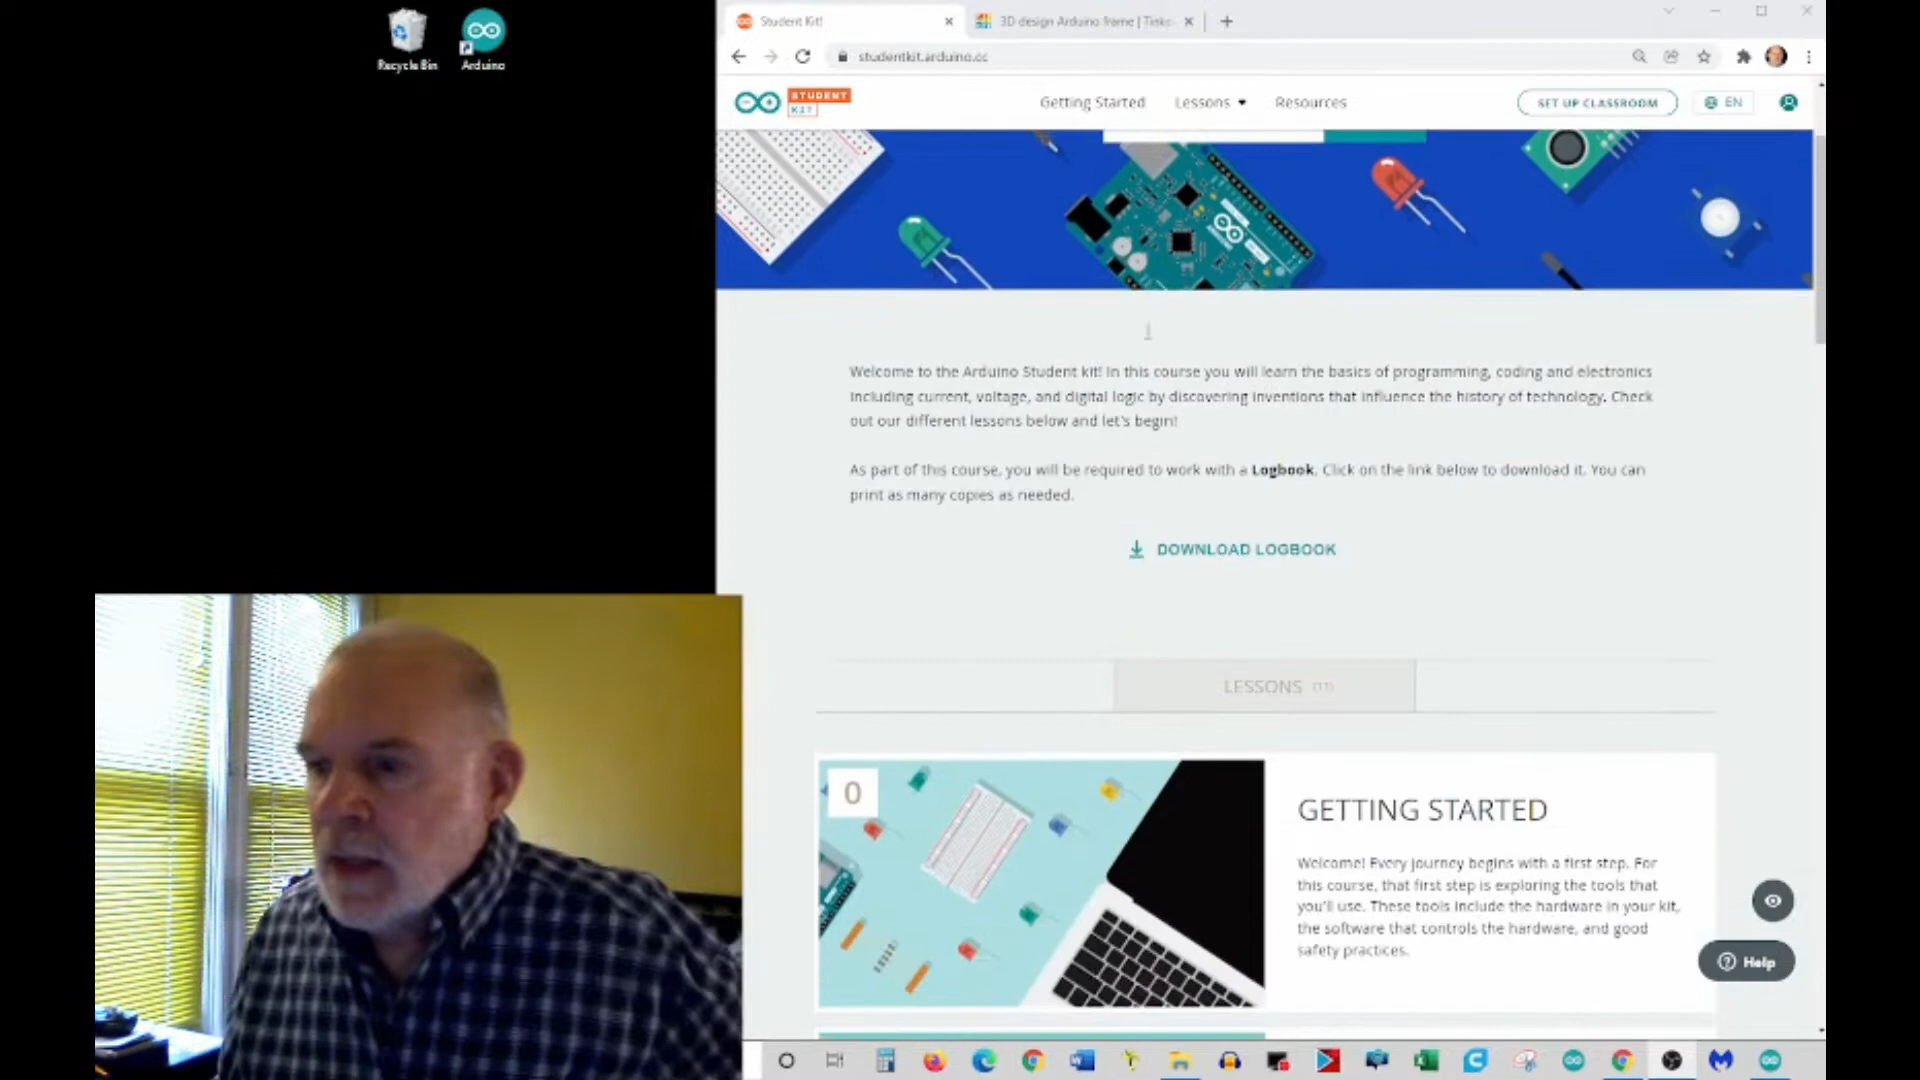 Recycle Bin
Arduino
Student Kit!
3D design Arduino frame | Tinke
studentkit.arduino.cc
STUDENT
KIT
Getting Started
Lessons
Resources
SET UP CLASSROOM
EN
Welcome to the Arduino Student kit! In this course you will learn the basics of programming, coding and electronics
including current, voltage, and digital logic by discovering inventions that influence the history of technology. Check
out our different lessons below and let's begin!
As part of this course, you will be required to work with a Logbook. Click on the link below to download it. You can
print as many copies as needed.
DOWNLOAD LOGBOOK
LESSONS (11)
0
GETTING STARTED
Welcome! Every journey begins with a first step. For
this course, that first step is exploring the tools that
you'll use. These tools include the hardware in your kit,
the software that controls the hardware, and good
safety practices.
Help